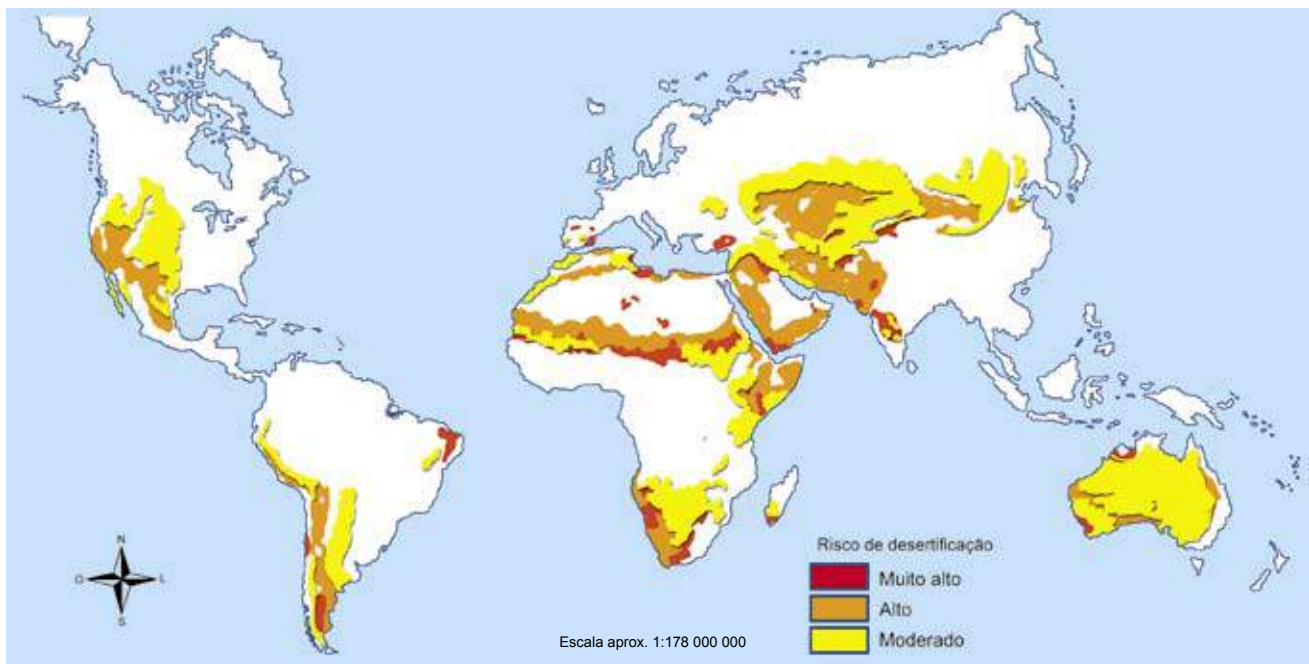 N
O
L
S
Risco de desertificação
Muito alto
Alto
Moderado
Escala aprox. 1:178 000 000